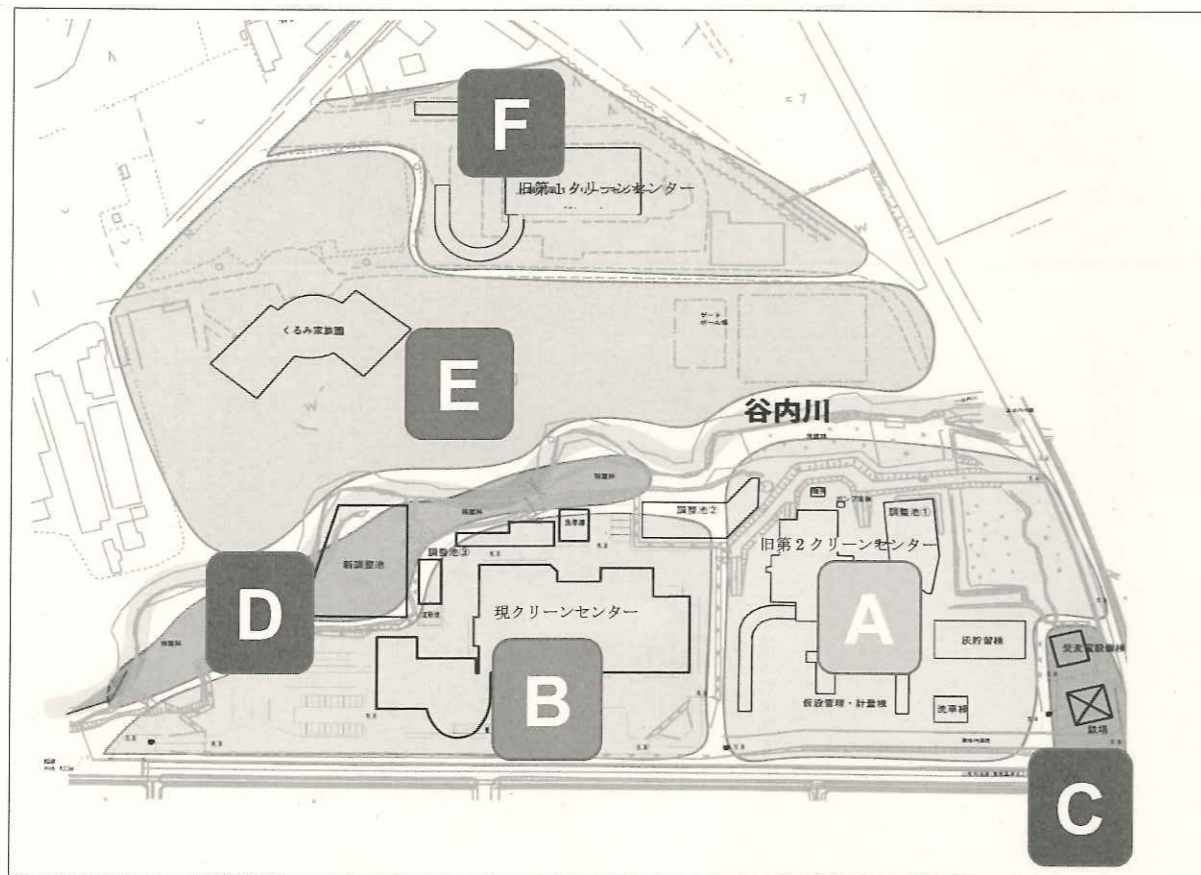 F
旧第1クリーンセンター
くるみ家族園
ゲート
ボール場
E
谷内川
調整池②
調整池①
洗車棟
旧第2クリーンセンター
調整池③
新調整池
現クリーンセンター
D
A
B
灰貯留棟
受変電設備棟
仮設管理・計量棟
洗車棟
鉄塔
C